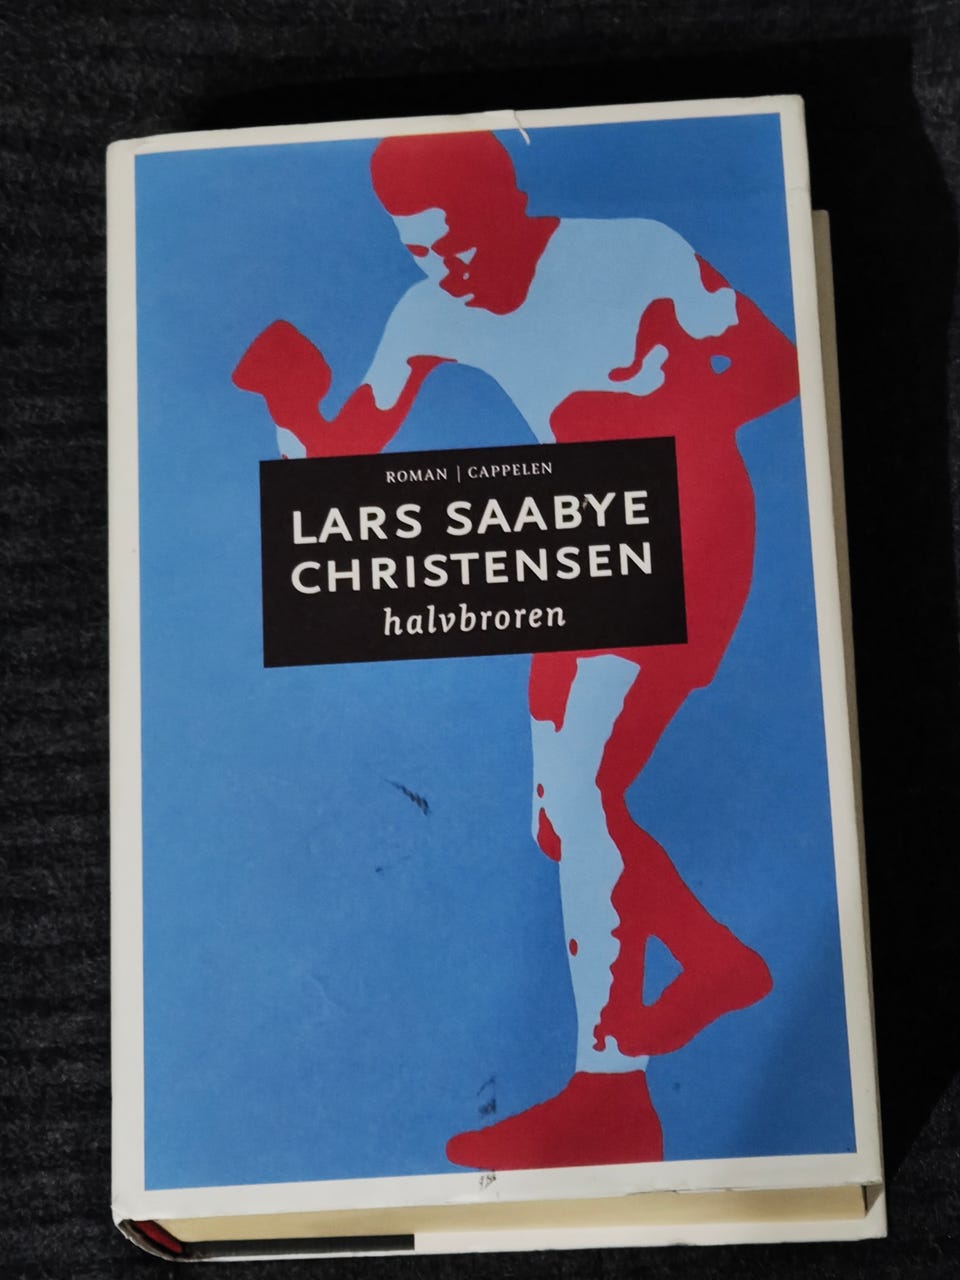 ROMAN | CAPPELEN
LARS SAABYE
CHRISTENSEN
halvbroren